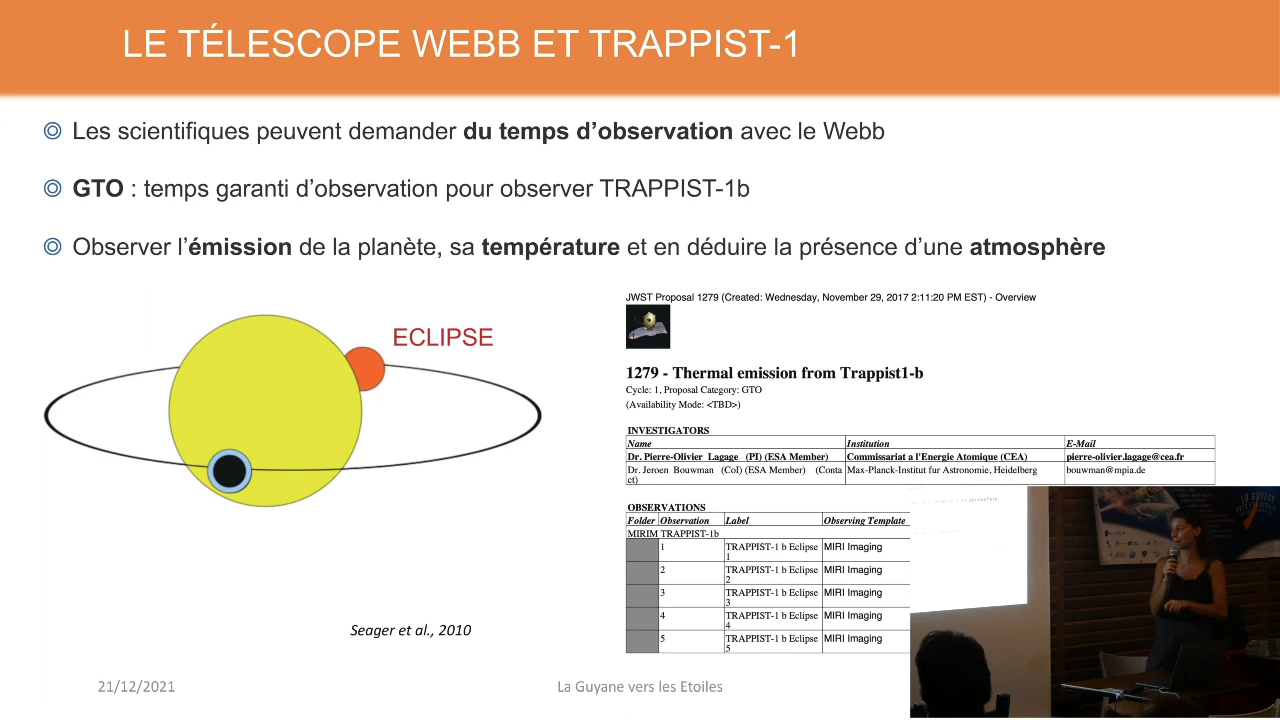 LE TÉLESCOPE WEBB ET TRAPPIST-1
Les scientifiques peuvent demander du temps d'observation avec le Webb
GTO : temps garanti d'observation pour observer TRAPPIST-1b
Observer l'émission de la planète, sa température et en déduire la présence d'une atmosphère
ECLIPSE
Seager et al., 2010
JWST Proposal 1279 (Created: Wednesday, November 29, 2017 2:11:20 PM EST) - Overview
1279 - Thermal emission from Trappist1-b
Cycle: 1, Proposal Category: GTO
(Availability Mode: <TBD>)
INVESTIGATORS
Name Institution E-Mail
Dr. Pierre-Olivier Lagage (PI) (ESA Member) Commissariat a l'Energie Atomique (CEA) pierre-olivier.lagage@cea.fr
Dr. Jeroen Bouwman (CoI) (ESA Member) (Conta Max-Planck-Institut fur Astronomie, Heidelberg bouwman@mpia.de
ct)
OBSERVATIONS
Folder Observation Label Observing Template
MIRIM TRAPPIST-1b
1 TRAPPIST-1 b Eclipse MIRI Imaging
1
2 TRAPPIST-1 b Eclipse MIRI Imaging
2
3 TRAPPIST-1 b Eclipse MIRI Imaging
3
4 TRAPPIST-1 b Eclipse MIRI Imaging
4
5 TRAPPIST-1 b Eclipse MIRI Imaging
5
LA GUYANE
VERS LES ETOILES
21/12/2021
La Guyane vers les Etoiles